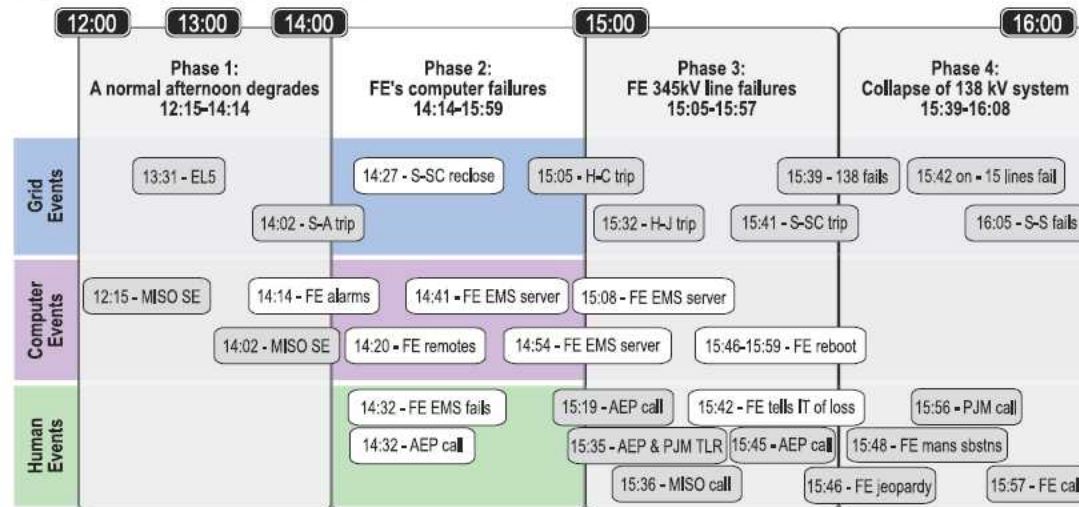 12:00 13:00 14:00 15:00 16:00
Phase 1:
A normal afternoon degrades
12:15-14:14
Phase 2:
FE's computer failures
14:14-15:59
Phase 3:
FE 345kV line failures
15:05-15:57
Phase 4:
Collapse of 138 kV system
15:39-16:08
Grid
Events
13:31 - EL5
14:27 - S-SC reclose
15:05 - H-C trip
15:39 - 138 fails
15:42 on - 15 lines fail
14:02 - S-A trip
15:32 - H-J trip
15:41 - S-SC trip
16:05 - S-S fails
Computer
Events
12:15 - MISO SE
14:14 - FE alarms
14:41 - FE EMS server
15:08 - FE EMS server
14:02 - MISO SE
14:20 - FE remotes
14:54 - FE EMS server
15:46-15:59 - FE reboot
Human
Events
14:32 - FE EMS fails
15:19 - AEP call
15:42 - FE tells IT of loss
15:56 - PJM call
14:32 - AEP call
15:35 - AEP & PJM TLR
15:45 - AEP call
15:48 - FE mans sbstns
15:36 - MISO call
15:46 - FE jeopardy
15:57 - FE call